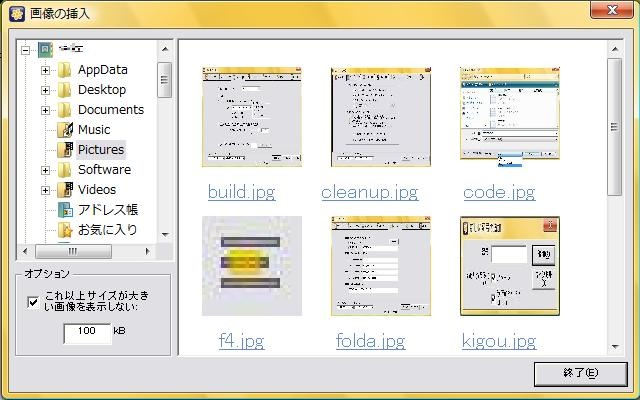 画像の挿入
AppData
Desktop
Documents
Music
Pictures
Software
Videos
アドレス帳
お気に入り
オプション
これ以上サイズが大き
い画像を表示しない:
100 kB
build.jpg cleanup.jpg code.jpg
f4.jpg folda.jpg kigou.jpg
終了(E)